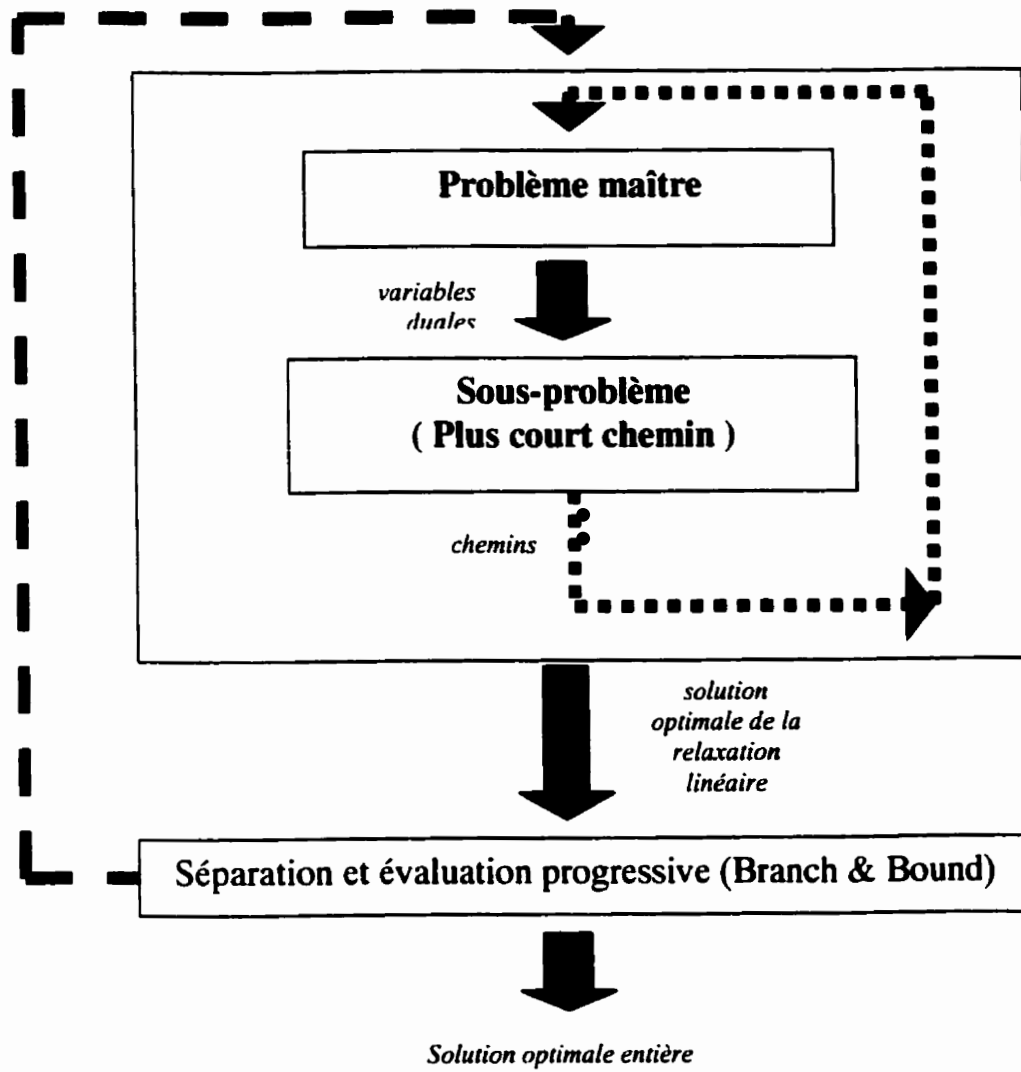 Problème maître
variables
duales
Sous-problème
( Plus court chemin )
chemins
solution
optimale de la
relaxation
linéaire
Séparation et évaluation progressive (Branch & Bound)
Solution optimale entière